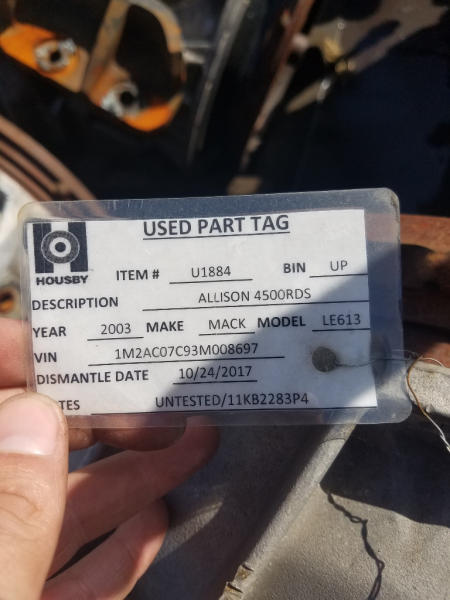 USED PART TAG
HOUSBY
ITEM # U1884 BIN UP
DESCRIPTION ALLISON 4500RDS
YEAR 2003 MAKE MACK MODEL LE613
VIN 1M2AC07C93M008697
DISMANTLE DATE 10/24/2017
TES UNTESTED/11KB2283P4